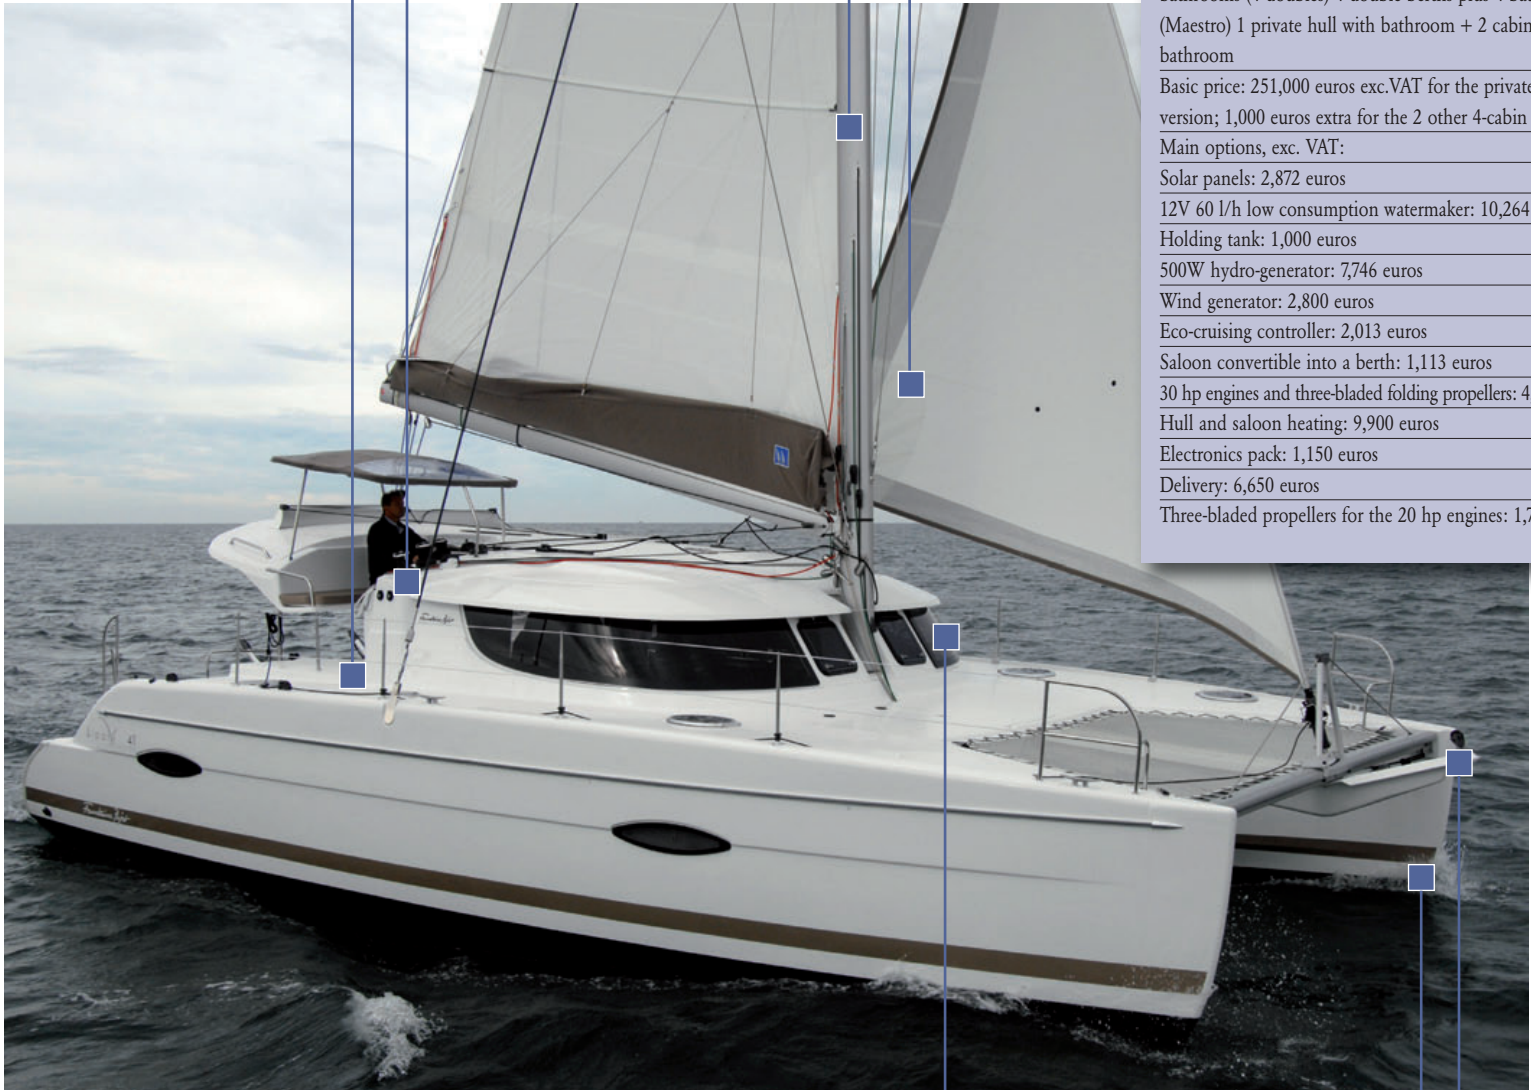 (Maestro) 1 private hull with bathroom + 2 cabin
bathroom
Basic price: 251,000 euros exc.VAT for the private
version; 1,000 euros extra for the 2 other 4-cabin
Main options, exc. VAT:
Solar panels: 2,872 euros
12V 60 l/h low consumption watermaker: 10,264
Holding tank: 1,000 euros
500W hydro-generator: 7,746 euros
Wind generator: 2,800 euros
Eco-cruising controller: 2,013 euros
Saloon convertible into a berth: 1,113 euros
30 hp engines and three-bladed folding propellers: 4
Hull and saloon heating: 9,900 euros
Electronics pack: 1,150 euros
Delivery: 6,650 euros
Three-bladed propellers for the 20 hp engines: 1,7